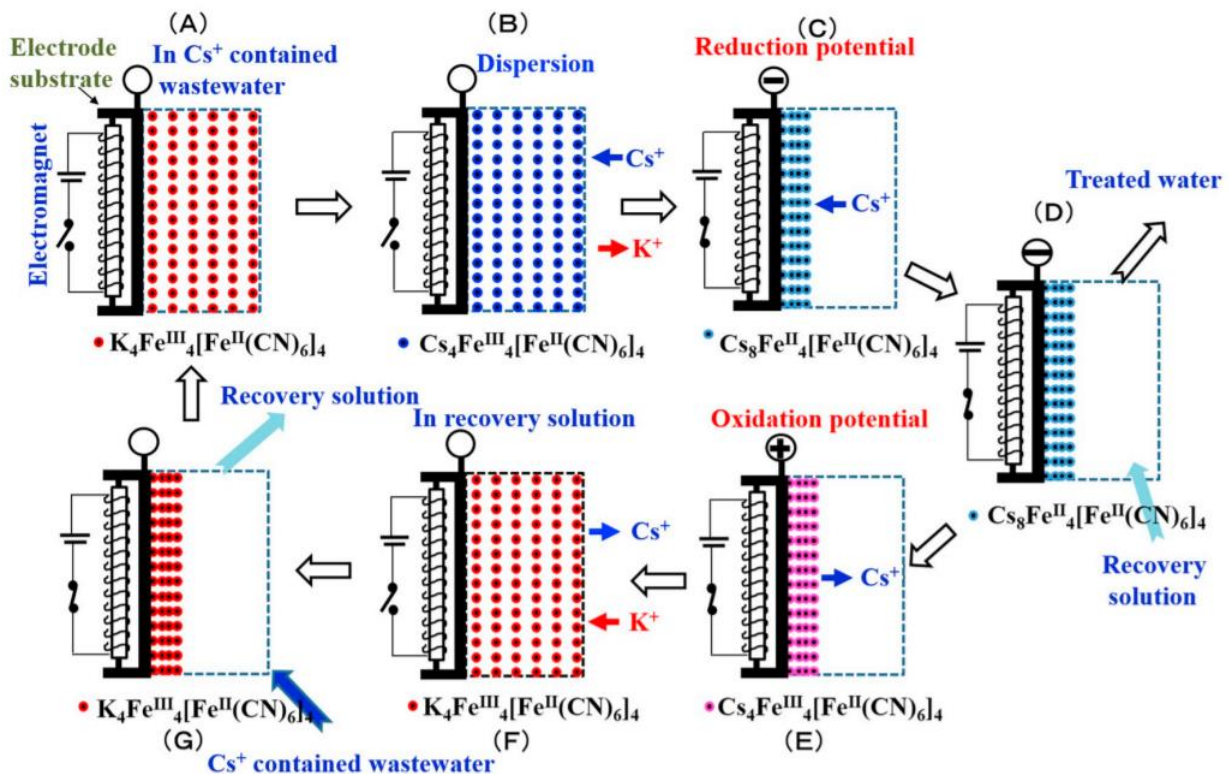 (A)
Electrode
substrate
In Cs⁺ contained
wastewater
Electromagnet
K₄Feᴵᴵᴵ₄[Feᴵᴵ(CN)₆]₄
(B)
Dispersion
Cs⁺
K⁺
Cs₄Feᴵᴵᴵ₄[Feᴵᴵ(CN)₆]₄
(C)
Reduction potential
−
Cs⁺
Cs₈Feᴵᴵ₄[Feᴵᴵ(CN)₆]₄
Treated water
(D)
−
Cs₈Feᴵᴵ₄[Feᴵᴵ(CN)₆]₄
Recovery
solution
Oxidation potential
+
Cs⁺
Cs₄Feᴵᴵᴵ₄[Feᴵᴵ(CN)₆]₄
(E)
In recovery solution
Cs⁺
K⁺
K₄Feᴵᴵᴵ₄[Feᴵᴵ(CN)₆]₄
(F)
Recovery solution
K₄Feᴵᴵᴵ₄[Feᴵᴵ(CN)₆]₄
(G)
Cs⁺ contained wastewater